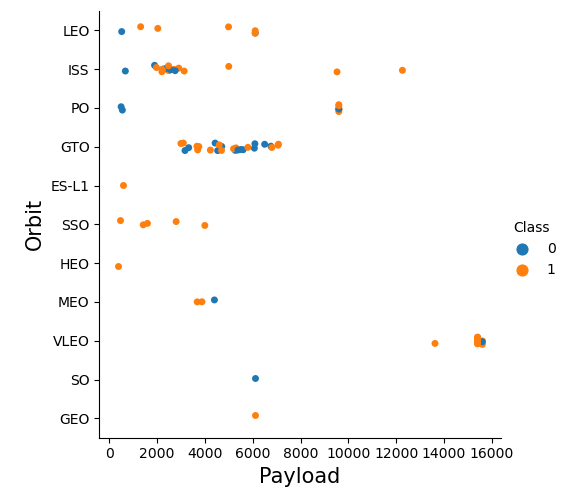 LEO
ISS
PO
GTO
ES-L1
SSO
HEO
MEO
VLEO
SO
GEO
Orbit
0 2000 4000 6000 8000 10000 12000 14000 16000
Payload
Class
0
1